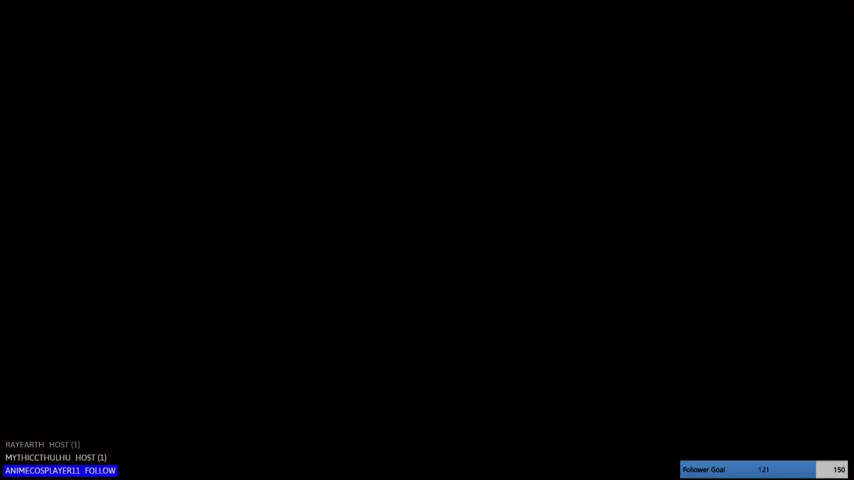 RAYEARTH HOST (1)
MYTHICCTHULHU HOST (1)
ANIMECOSPLAYER11 FOLLOW
Follower Goal 121 150